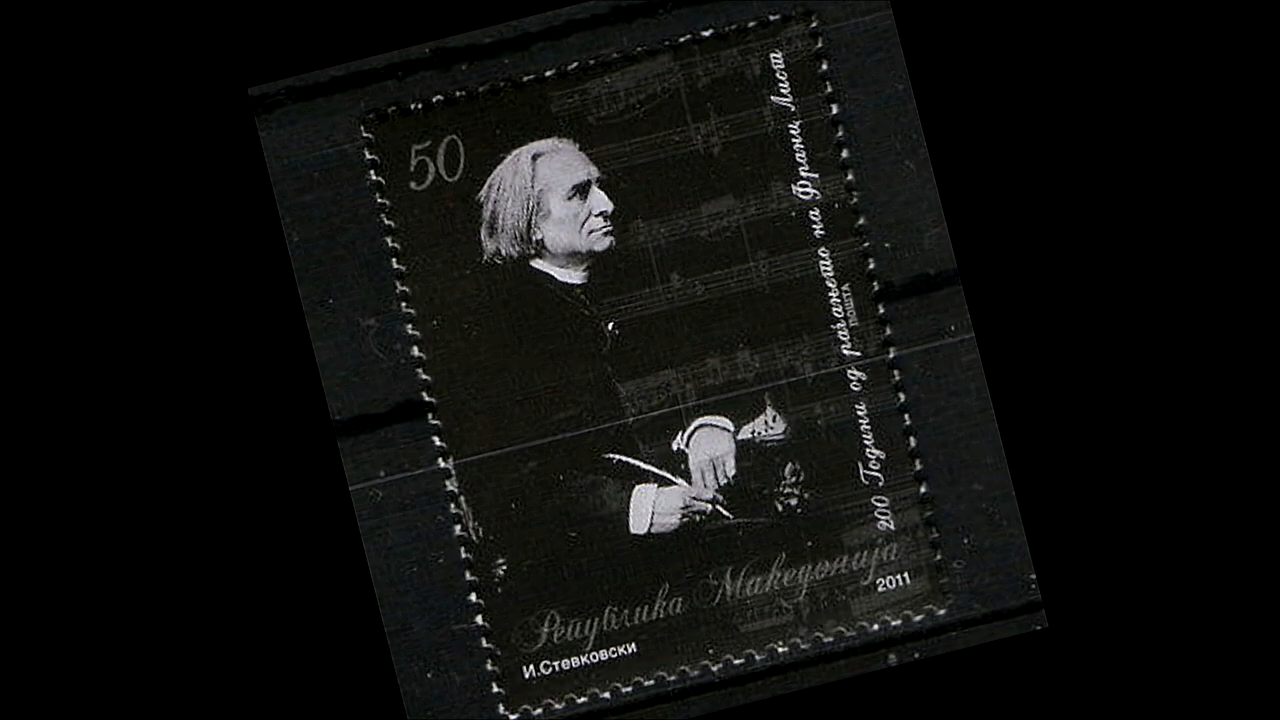 50
200 Години од раѓањето на Франц Лист
ПОШТА
Република Македонија
2011
И.Стевковски